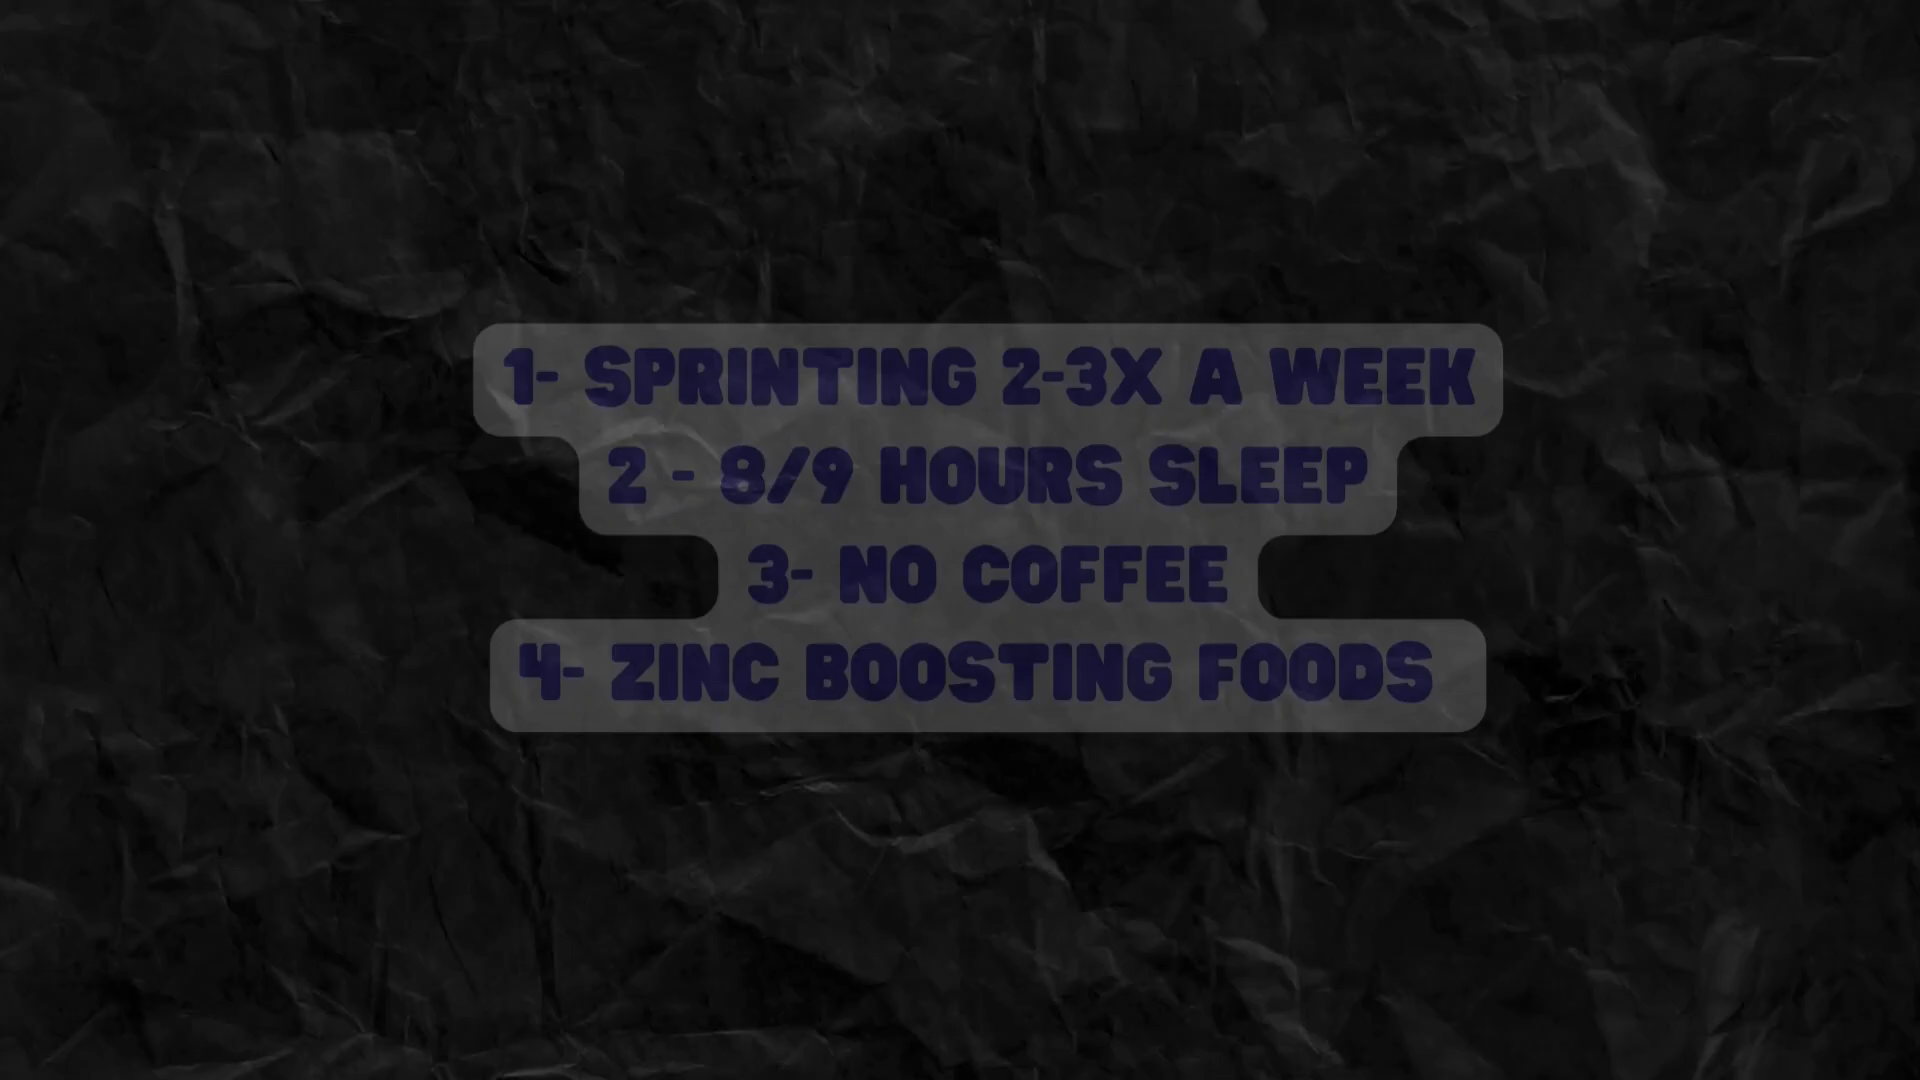 1- SPRINTING 2-3X A WEEK
2 - 8/9 HOURS SLEEP
3- NO COFFEE
4- ZINC BOOSTING FOODS